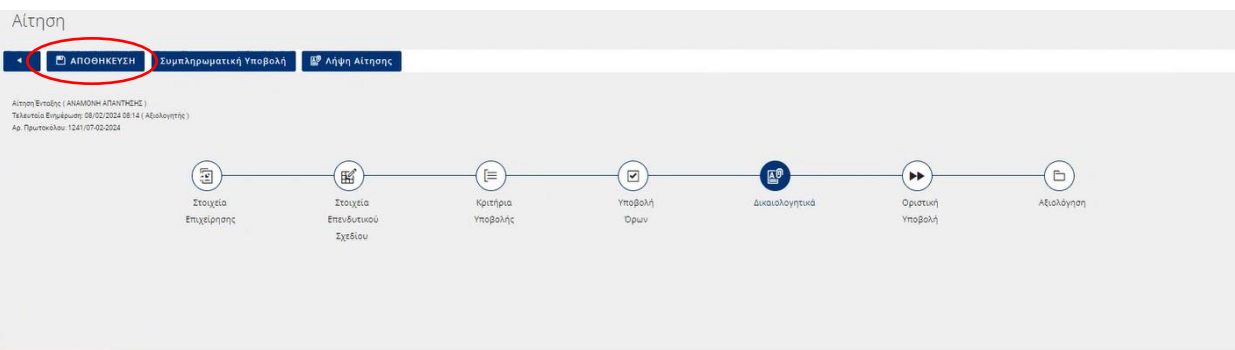 Αίτηση
ΑΠΟΘΗΚΕΥΣΗ Συμπληρωματική Υποβολή Λήψη Αίτησης
Αίτηση Ένταξης ( ΑΝΑΜΟΝΗ ΑΠΑΝΤΗΣΗΣ )
Τελευταία Ενημέρωση: 08/02/2024 08:14 ( Αξιολογητής )
Αρ. Πρωτοκόλου: 1241/07-02-2024
Στοιχεία Επιχείρησης
Στοιχεία Επενδυτικού Σχεδίου
Κριτήρια Υποβολής
Υποβολή Όρων
Δικαιολογητικά
Οριστική Υποβολή
Αξιολόγηση